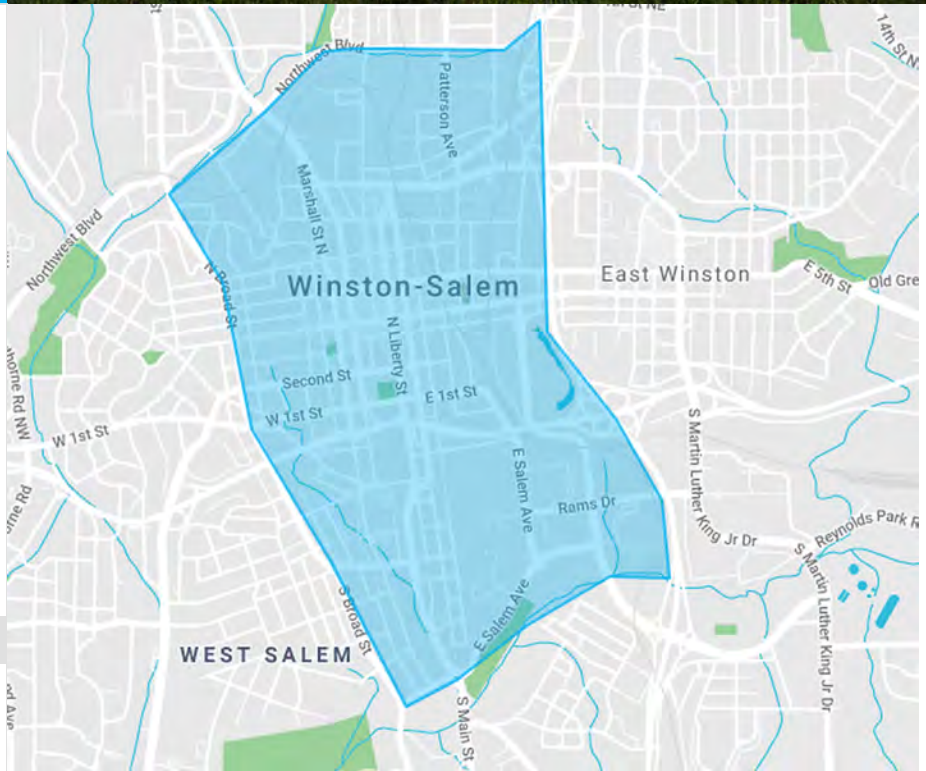 14th St N
Northwest Blvd
Patterson Ave
Marshall St N
Northwest Blvd
N Broad St
Winston-Salem
East Winston
E 5th St
Old Gre
N Liberty St
Second St
E 1st St
W 1st St
W 1st St
S Martin Luther King Jr Dr
E Salem Ave
Rams Dr
Reynolds Park R
S Martin Luther King Jr Dr
E Salem Ave
S Broad St
WEST SALEM
S Main St